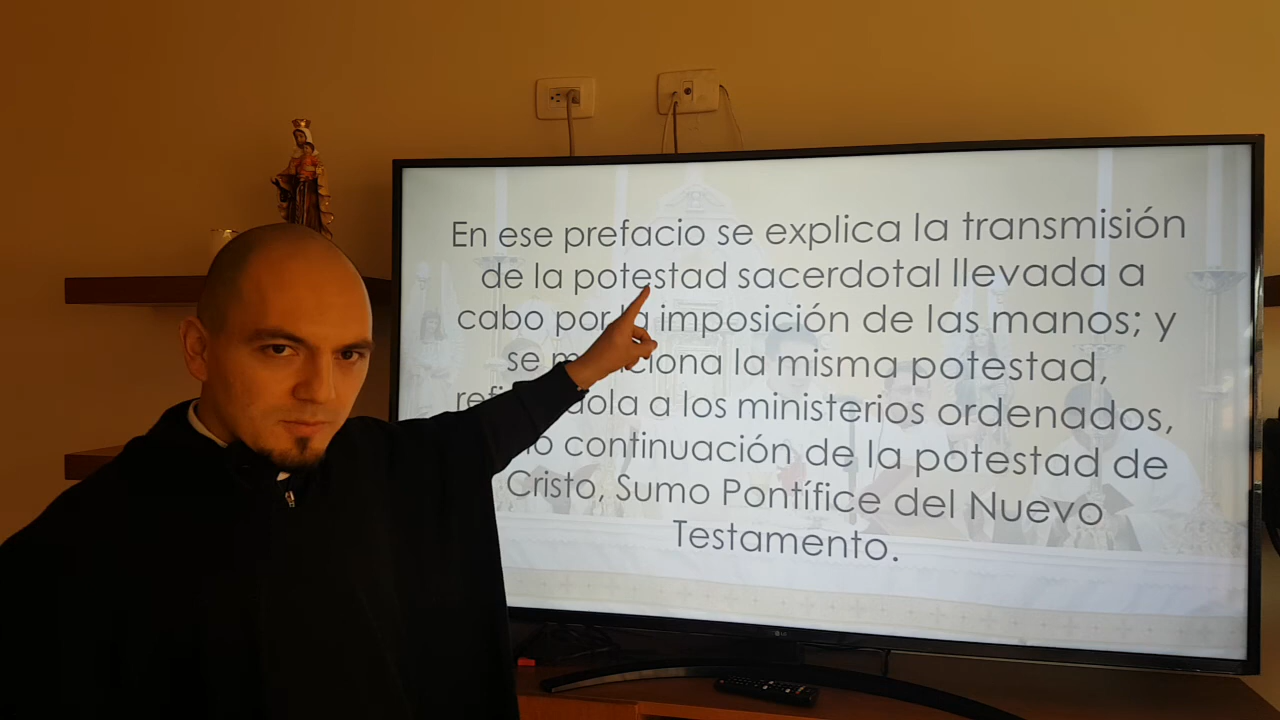 En ese prefacio se explica la transmisión
de la potestad sacerdotal llevada a
cabo por la imposición de las manos; y
se la misma potestad,
a los ministerios ordenados,
continuación de la potestad de
Cristo, Sumo Pontífice del Nuevo
Testamento.
LG